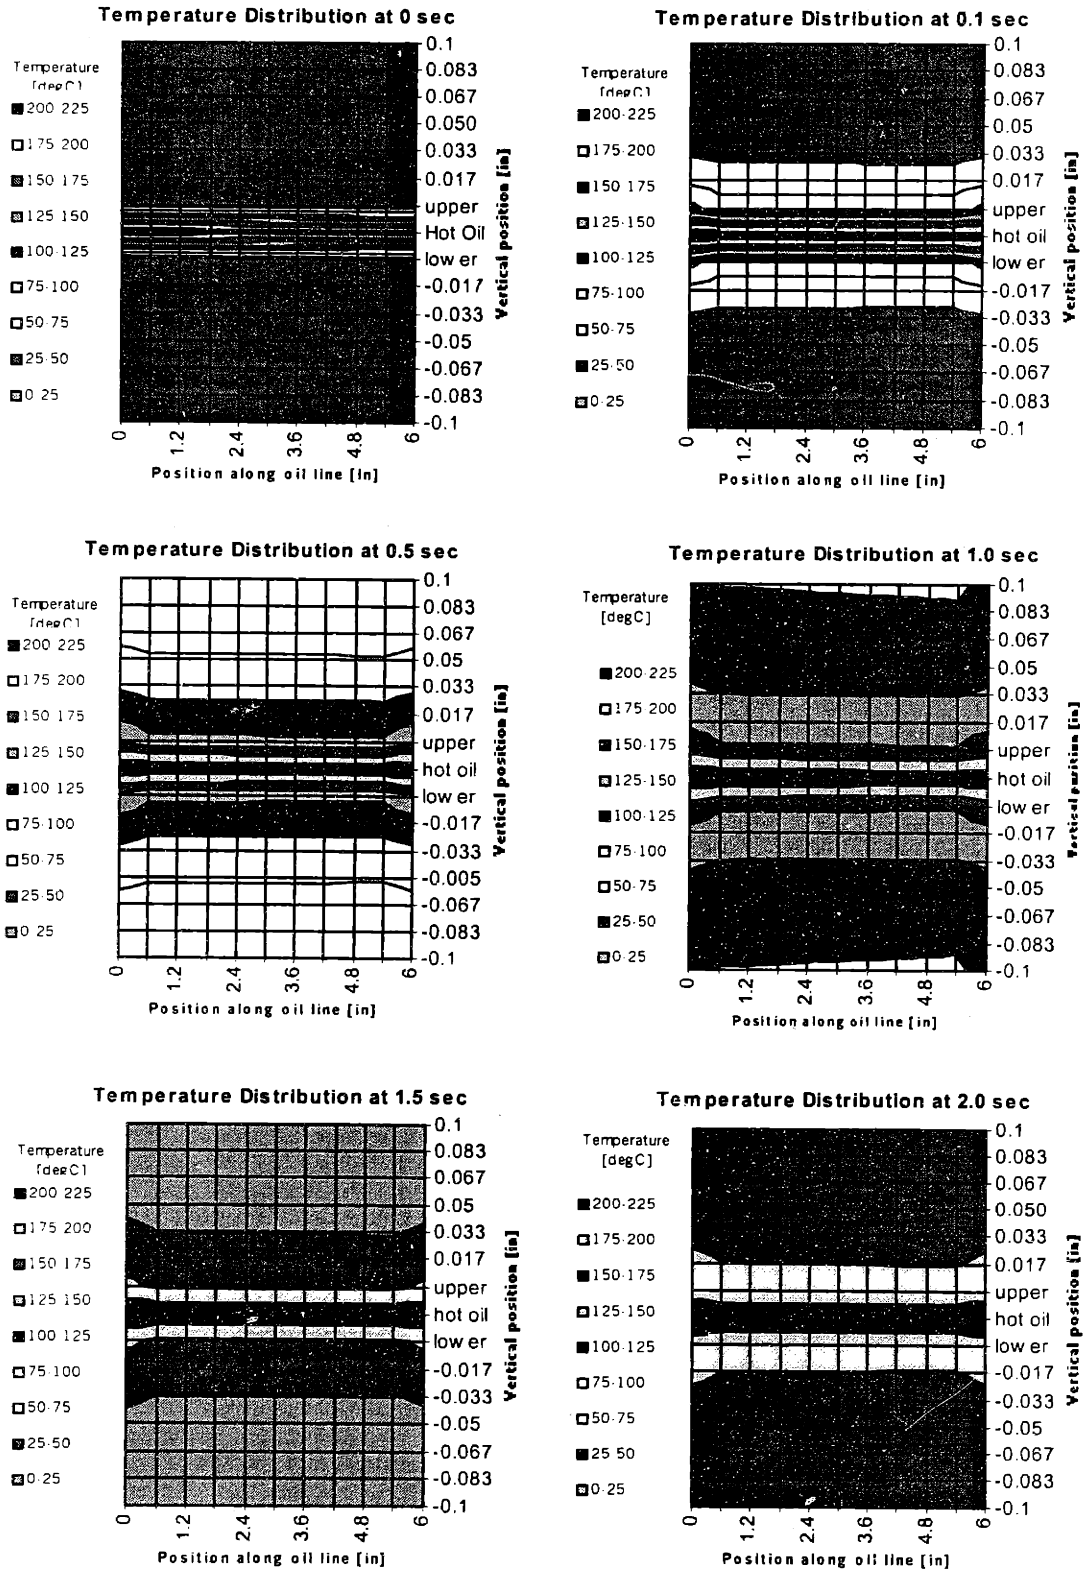 Temperature Distribution at 0 sec
Temperature
[degC]
200 225
175 200
150 175
125 150
100 125
75-100
50-75
25-50
0 25
0.1
0.083
0.067
0.050
0.033
0.017
upper
Hot Oil
low er
-0.017
-0.033
-0.05
-0.067
-0.083
-0.1
Vertical position [in]
0 1.2 2.4 3.6 4.8 6
Position along oil line [in]
Temperature Distribution at 0.1 sec
Temperature
[degC]
200-225
175-200
150-175
125-150
100-125
75-100
50-75
25-50
0-25
0.1
0.083
0.067
0.05
0.033
0.017
upper
hot oil
low er
-0.017
-0.033
-0.05
-0.067
-0.083
-0.1
Vertical position [in]
0 1.2 2.4 3.6 4.8 6
Position along oil line [in]
Temperature Distribution at 0.5 sec
Temperature
[degC]
200 225
175 200
150 175
125 150
100 125
75-100
50-75
25-50
0 25
0.1
0.083
0.067
0.05
0.033
0.017
upper
hot oil
low er
-0.017
-0.033
-0.005
-0.067
-0.083
-0.1
Vertical position [in]
0 1.2 2.4 3.6 4.8 6
Position along oil line [in]
Temperature Distribution at 1.0 sec
Temperature
[degC]
200-225
175-200
150-175
125-150
100-125
75-100
50-75
25-50
0-25
0.1
0.083
0.067
0.05
0.033
0.017
upper
hot oil
low er
-0.017
-0.033
-0.05
-0.067
-0.083
-0.1
Vertical position [in]
0 1.2 2.4 3.6 4.8 6
Position along oil line [in]
Temperature Distribution at 1.5 sec
Temperature
[degC]
200 225
175 200
150 175
125 150
100 125
75-100
50-75
25-50
0-25
0.1
0.083
0.067
0.05
0.033
0.017
upper
hot oil
low er
-0.017
-0.033
-0.05
-0.067
-0.083
-0.1
Vertical position [in]
0 1.2 2.4 3.6 4.8 6
Position along oil line [in]
Temperature Distribution at 2.0 sec
Temperature
[degC]
200-225
175-200
150-175
125-150
100-125
75-100
50-75
25 50
0-25
0.1
0.083
0.067
0.050
0.033
0.017
upper
hot oil
low er
-0.017
-0.033
-0.05
-0.067
-0.083
-0.1
Vertical position [in]
0 1.2 2.4 3.6 4.8 6
Position along oil line [in]